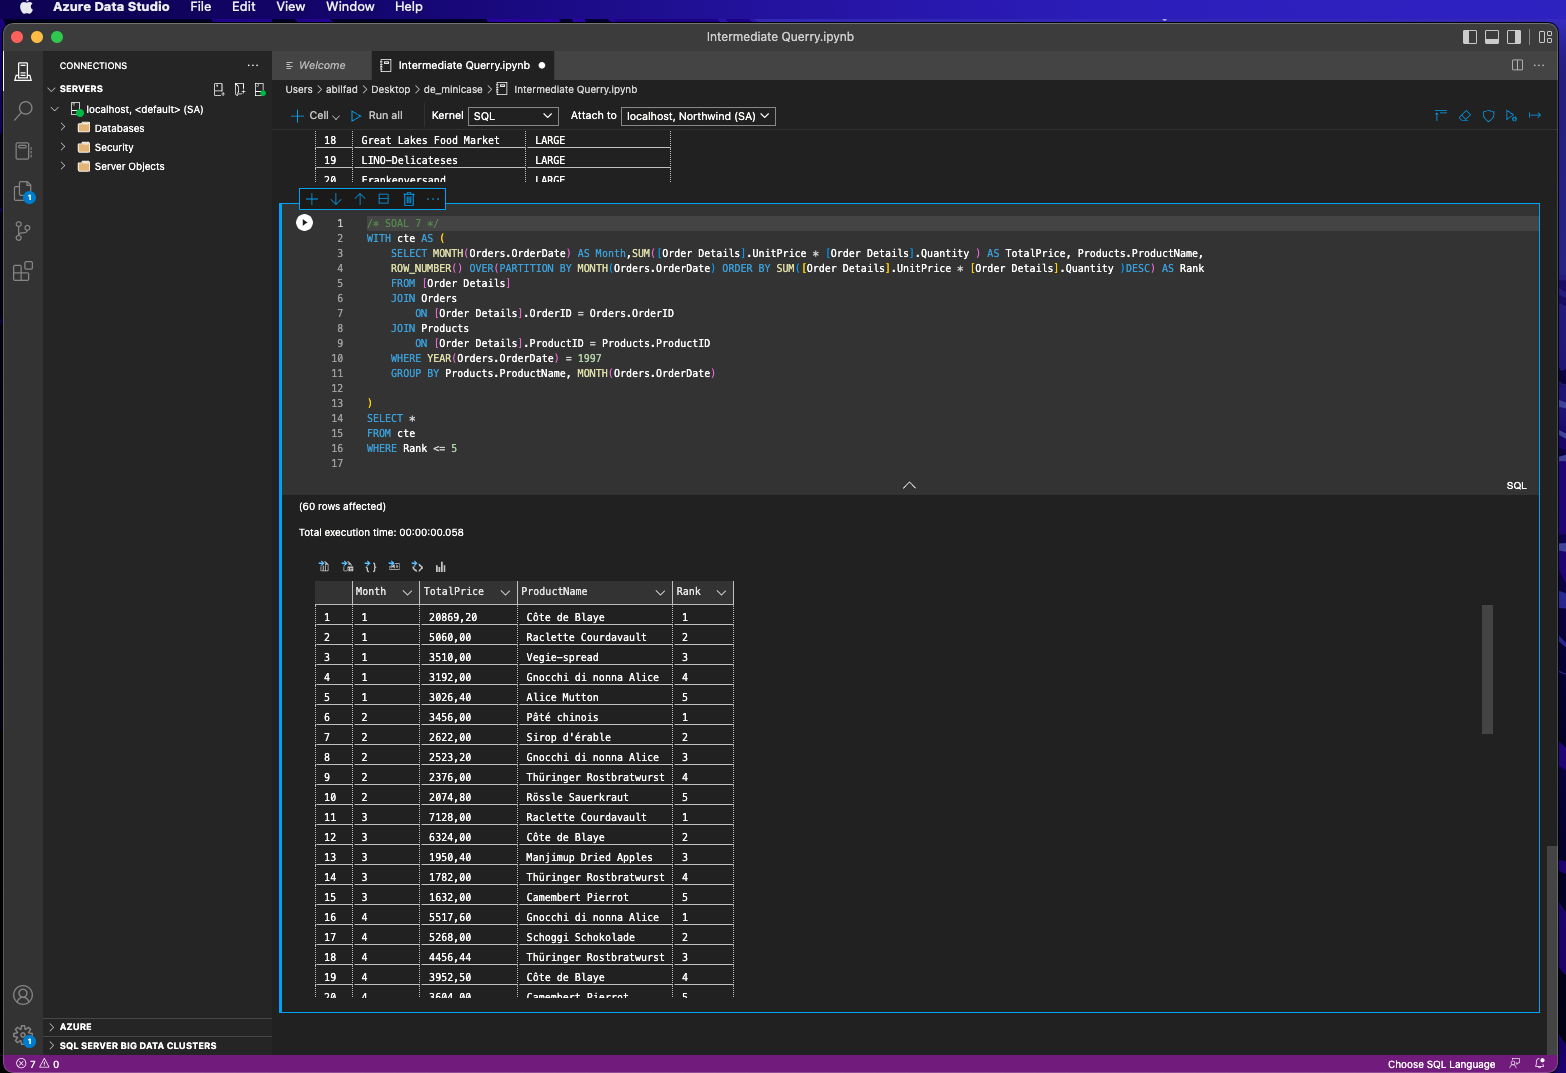 Azure Data Studio File Edit View Window Help
Intermediate Querry.ipynb
CONNECTIONS
SERVERS
localhost, <default> (SA)
Databases
Security
Server Objects
AZURE
SQL SERVER BIG DATA CLUSTERS
Welcome Intermediate Querry.ipynb
Users > abilfad > Desktop > de_minicase > Intermediate Querry.ipynb
Cell Run all Kernel SQL Attach to localhost, Northwind (SA)
18 Great Lakes Food Market LARGE
19 LINO-Delicateses LARGE
20 Frankenversand LARGE
1 /* SOAL 7 */
2 WITH cte AS (
3 SELECT MONTH(Orders.OrderDate) AS Month,SUM([Order Details].UnitPrice * [Order Details].Quantity ) AS TotalPrice, Products.ProductName,
4 ROW_NUMBER() OVER(PARTITION BY MONTH(Orders.OrderDate) ORDER BY SUM([Order Details].UnitPrice * [Order Details].Quantity )DESC) AS Rank
5 FROM [Order Details]
6 JOIN Orders
7 ON [Order Details].OrderID = Orders.OrderID
8 JOIN Products
9 ON [Order Details].ProductID = Products.ProductID
10 WHERE YEAR(Orders.OrderDate) = 1997
11 GROUP BY Products.ProductName, MONTH(Orders.OrderDate)
12
13 )
14 SELECT *
15 FROM cte
16 WHERE Rank <= 5
17
SQL
(60 rows affected)
Total execution time: 00:00:00.058
Month TotalPrice ProductName Rank
1 1 20869,20 Côte de Blaye 1
2 1 5060,00 Raclette Courdavault 2
3 1 3510,00 Vegie-spread 3
4 1 3192,00 Gnocchi di nonna Alice 4
5 1 3026,40 Alice Mutton 5
6 2 3456,00 Pâté chinois 1
7 2 2622,00 Sirop d'érable 2
8 2 2523,20 Gnocchi di nonna Alice 3
9 2 2376,00 Thüringer Rostbratwurst 4
10 2 2074,80 Rössle Sauerkraut 5
11 3 7128,00 Raclette Courdavault 1
12 3 6324,00 Côte de Blaye 2
13 3 1950,40 Manjimup Dried Apples 3
14 3 1782,00 Thüringer Rostbratwurst 4
15 3 1632,00 Camembert Pierrot 5
16 4 5517,60 Gnocchi di nonna Alice 1
17 4 5268,00 Schoggi Schokolade 2
18 4 4456,44 Thüringer Rostbratwurst 3
19 4 3952,50 Côte de Blaye 4
20 4 3604,00 Camembert Pierrot 5
1
1
7 0
Choose SQL Language